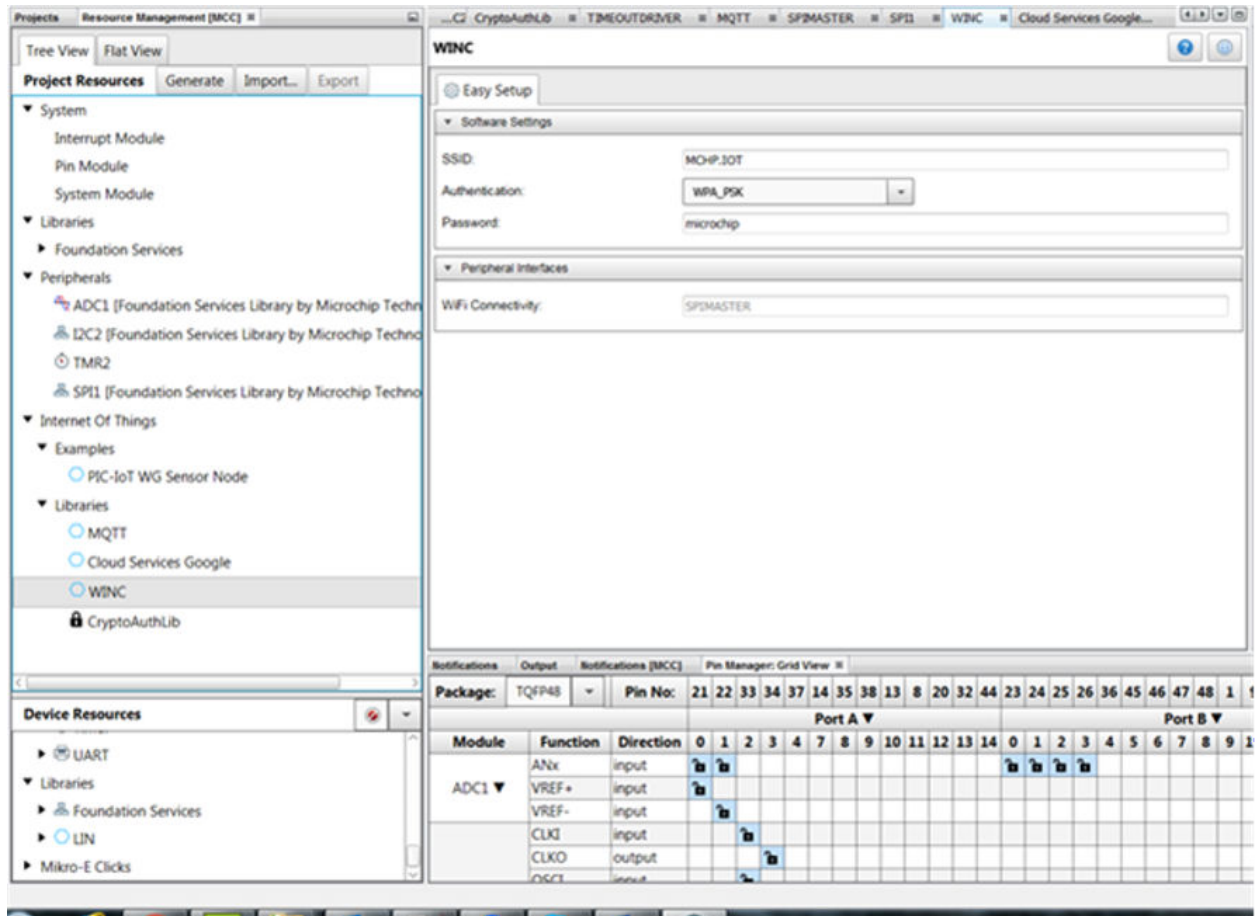 Projects Resource Management [MCC]
Tree View Flat View
Project Resources Generate Import... Export
System
Interrupt Module
Pin Module
System Module
Libraries
Foundation Services
Peripherals
ADC1 [Foundation Services Library by Microchip Techn
I2C2 [Foundation Services Library by Microchip Techno
TMR2
SPI1 [Foundation Services Library by Microchip Techno
Internet Of Things
Examples
PIC-IoT WG Sensor Node
Libraries
MQTT
Cloud Services Google
WINC
CryptoAuthLib
Device Resources
UART
Libraries
Foundation Services
LIN
Mikro-E Clicks
...C2 CryptoAuthLib TIMEOUTDRIVER MQTT SPIMASTER SPI1 WINC Cloud Services Google...
WINC
Easy Setup
Software Settings
SSID: MCHP.IOT
Authentication: WPA_PSK
Password: microchip
Peripheral Interfaces
WiFi Connectivity: SPIMASTER
Notifications Output Notifications [MCC] Pin Manager: Grid View
Package: TQFP48 Pin No: 21 22 33 34 37 14 35 38 13 8 20 32 44 23 24 25 26 36 45 46 47 48 1
Port A ▼ Port B ▼
Module Function Direction 0 1 2 3 4 7 8 9 10 11 12 13 14 0 1 2 3 4 5 6 7 8 9
ADC1 ▼ ANx input
VREF+ input
VREF- input
CLKI input
CLKO output
OSCI input